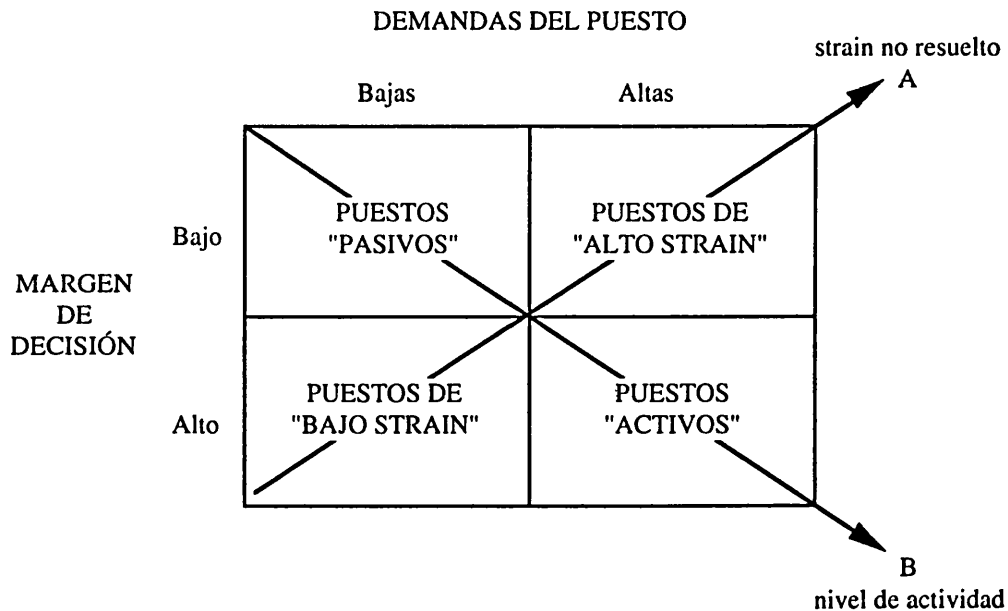 DEMANDAS DEL PUESTO
strain no resuelto
A
Bajas
Altas
Bajo
PUESTOS
"PASIVOS"
PUESTOS DE
"ALTO STRAIN"
MARGEN
DE
DECISIÓN
Alto
PUESTOS DE
"BAJO STRAIN"
PUESTOS
"ACTIVOS"
B
nivel de actividad